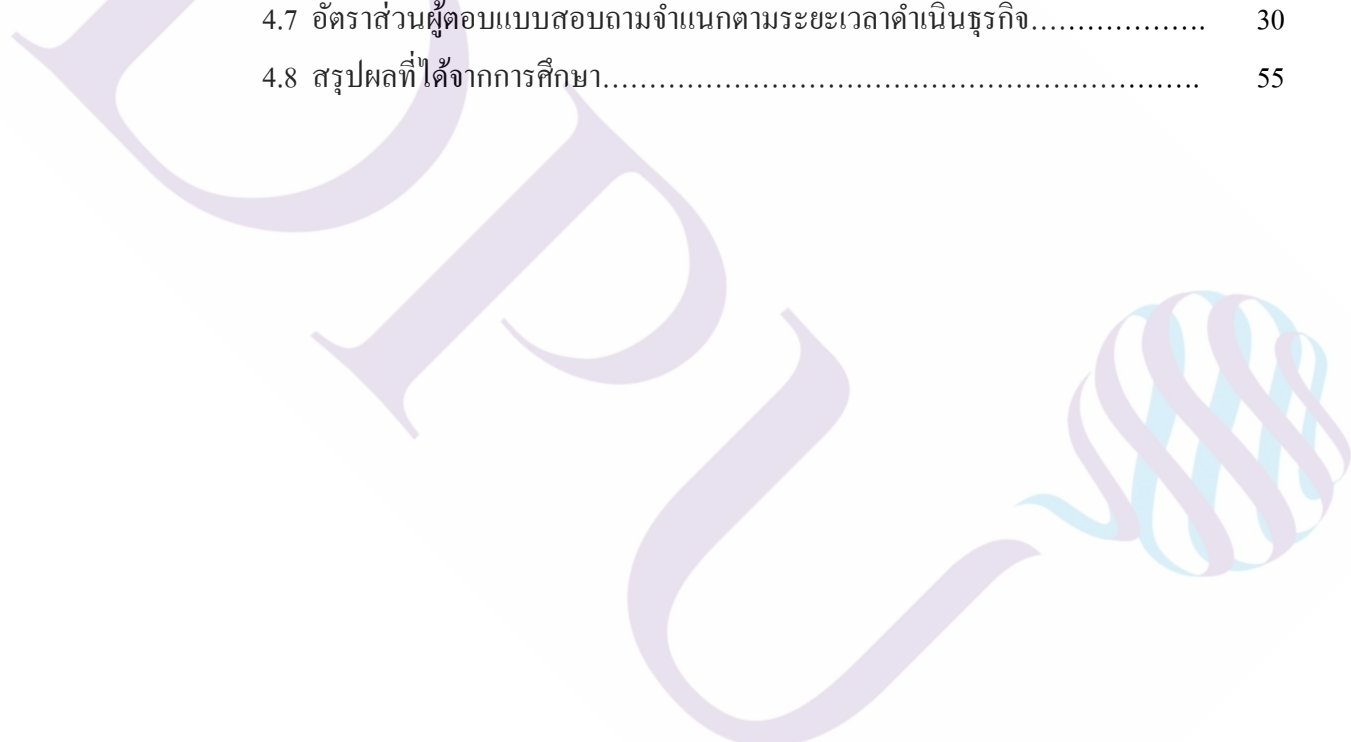 4.7 อัตราส่วนผู้ตอบแบบสอบถามจำแนกตามระยะเวลาดำเนินธุรกิจ................... 30
4.8 สรุปผลที่ได้จากการศึกษา................................................................. 55
DPU